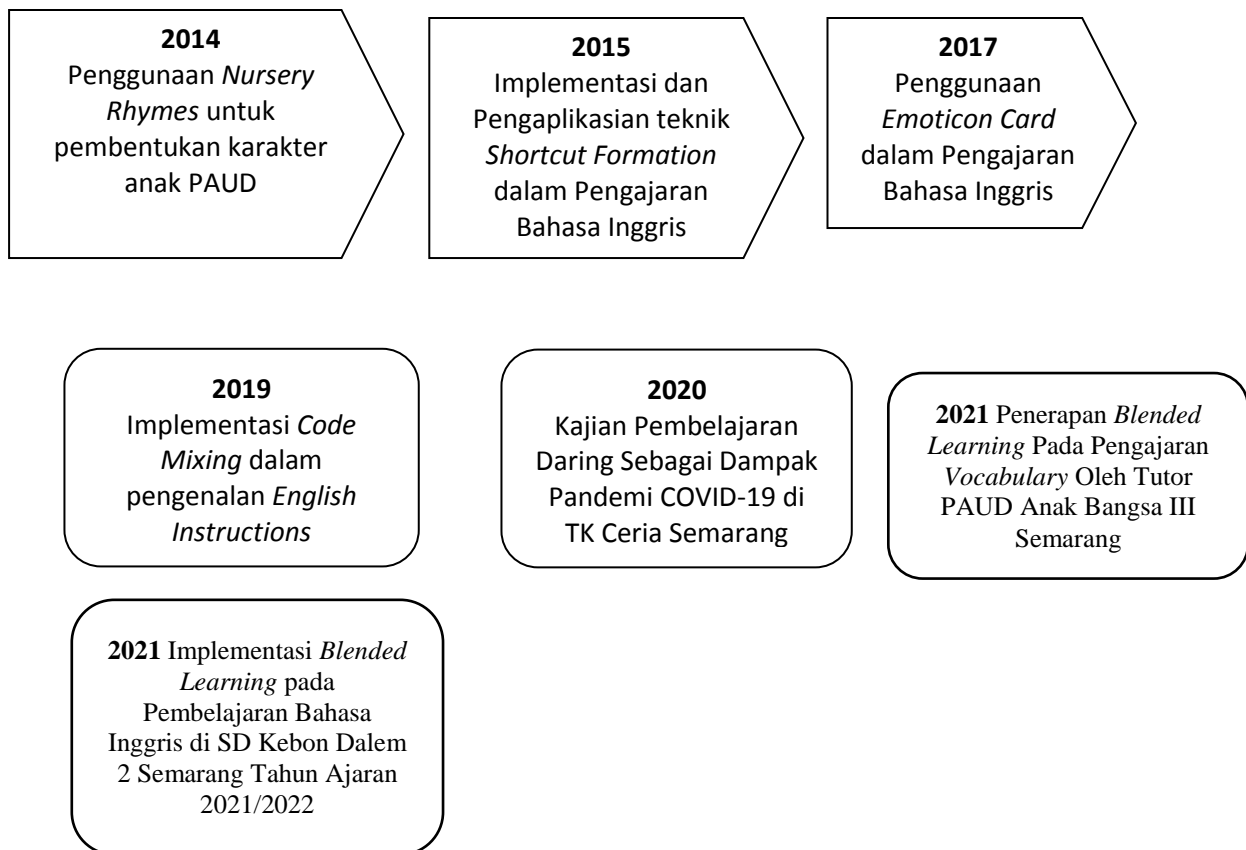 2014
Penggunaan Nursery
Rhymes untuk
pembentukan karakter
anak PAUD
2015
Implementasi dan
Pengaplikasian teknik
Shortcut Formation
dalam Pengajaran
Bahasa Inggris
2017
Penggunaan
Emoticon Card
dalam Pengajaran
Bahasa Inggris
2019
Implementasi Code
Mixing dalam
pengenalan English
Instructions
2020
Kajian Pembelajaran
Daring Sebagai Dampak
Pandemi COVID-19 di
TK Ceria Semarang
2021 Penerapan Blended
Learning Pada Pengajaran
Vocabulary Oleh Tutor
PAUD Anak Bangsa III
Semarang
2021 Implementasi Blended
Learning pada
Pembelajaran Bahasa
Inggris di SD Kebon Dalem
2 Semarang Tahun Ajaran
2021/2022